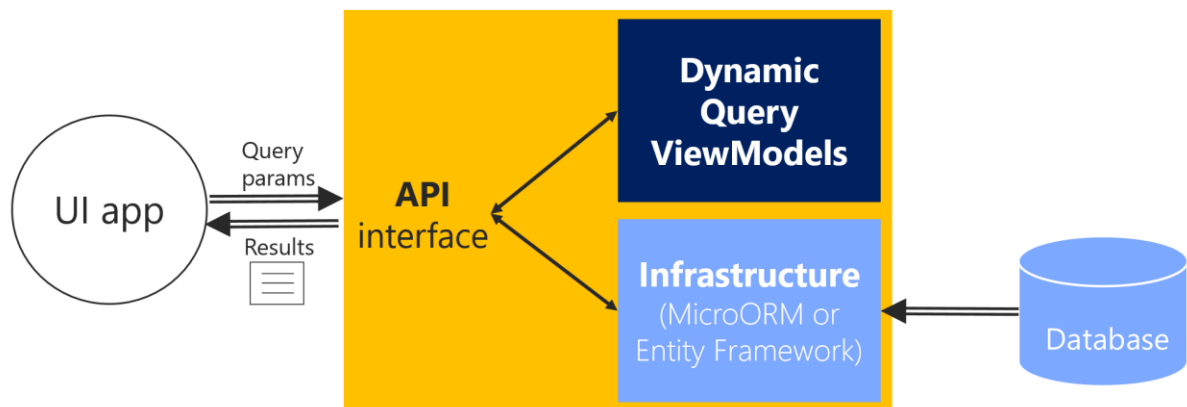 UI app
Query
params
Results
API
interface
Dynamic
Query
ViewModels
Infrastructure
(MicroORM or
Entity Framework)
Database